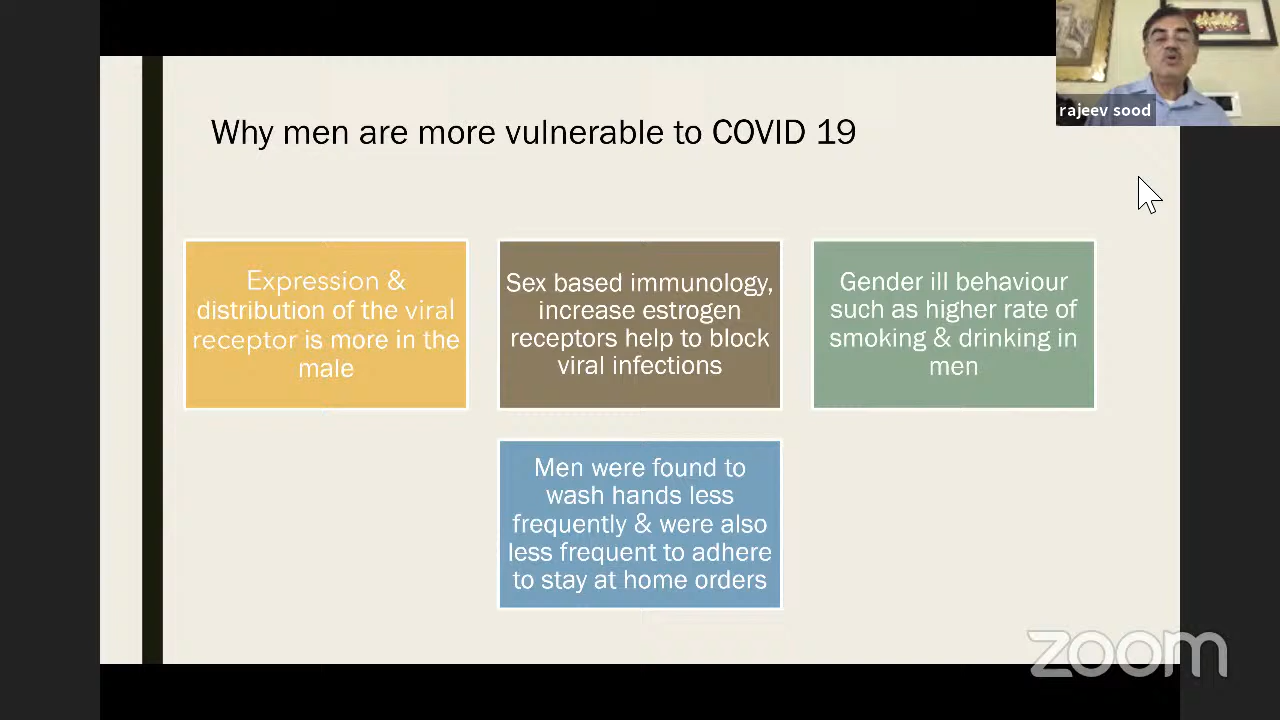 rajeev sood
Why men are more vulnerable to COVID 19
Expression &
distribution of the viral
receptor is more in the
male
Sex based immunology,
increase estrogen
receptors help to block
viral infections
Gender ill behaviour
such as higher rate of
smoking & drinking in
men
Men were found to
wash hands less
frequently & were also
less frequent to adhere
to stay at home orders
zoom